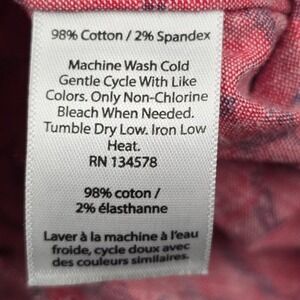 98% Cotton / 2% Spandex
Machine Wash Cold
Gentle Cycle With Like
Colors. Only Non-Chlorine
Bleach When Needed.
Tumble Dry Low. Iron Low
Heat.
RN 134578
98% coton /
2% élasthanne
Laver à la machine à l'eau
froide, cycle doux avec
des couleurs similaires.